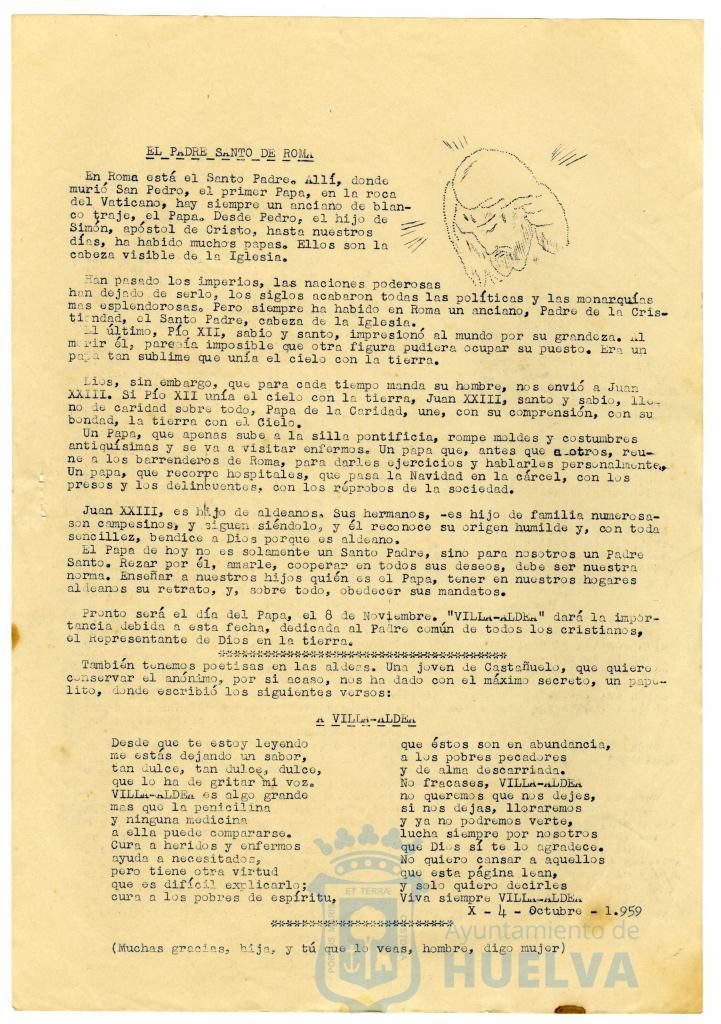 EL PADRE SANTO DE ROMA
En Roma está el Santo Padre. Allí, donde
murió San Pedro, el primer Papa, en la roca
del Vaticano, hay siempre un anciano de blan-
co traje, el Papa. Desde Pedro, el hijo de
Simón, apóstol de Cristo, hasta nuestros
días, ha habido muchos papas. Ellos son la
cabeza visible de la Iglesia.
Han pasado los imperios, las naciones poderosas
han dejado de serlo, los siglos acabaron todas las políticas y las monarquías
mas esplendorosas. Pero siempre ha habido en Roma un anciano, Padre de la Cris-
tiandad, el Santo Padre, cabeza de la Iglesia.
El último, Pío XII, sabio y santo, impresionó al mundo por su grandeza. Al
morir él, parecía imposible que otra figura pudiera ocupar su puesto. Era un
papa tan sublime que unía el cielo con la tierra.
Dios, sin embargo, que para cada tiempo manda su hombre, nos envió a Juan
XXIII. Si Pío XII unía el cielo con la tierra, Juan XXIII, santo y sabio, lle-
no de caridad sobre todo, Papa de la Caridad, une, con su comprensión, con su
bondad, la tierra con el Cielo.
Un Papa, que apenas sube a la silla pontificia, rompe moldes y costumbres
antiquísimas y se va a visitar enfermos. Un papa que, antes que a otros, reu-
ne a los barrenderos de Roma, para darles ejercicios y hablarles personalmente.
Un papa, que recorre hospitales, que pasa la Navidad en la cárcel, con los
presos y los delincuentes, con los réprobos de la sociedad.
Juan XXIII, es hijo de aldeanos. Sus hermanos, -es hijo de familia numerosa-
son campesinos, y siguen siéndolo, y él reconoce su origen humilde y, con toda
sencillez, bendice a Dios porque es aldeano.
El Papa de hoy no es solamente un Santo Padre, sino para nosotros un Padre
Santo. Rezar por él, amarle, cooperar en todos sus deseos, debe ser nuestra
norma. Enseñar a nuestros hijos quién es el Papa, tener en nuestros hogares
aldeanos su retrato, y, sobre todo, obedecer sus mandatos.
Pronto será el día del Papa, el 8 de Noviembre. "VILLA-ALDEA" dará la impor-
tancia debida a esta fecha, dedicada al Padre común de todos los cristianos,
el Representante de Dios en la tierra.
También tenemos poetisas en las aldeas. Una joven de Castañuelo, que quiere
conservar el anónimo, por si acaso, nos ha dado con el máximo secreto, un pape-
lito, donde escribió los siguientes versos:
A VILLA-ALDEA
Desde que te estoy leyendo
me estás dejando un sabor,
tan dulce, tan dulce, dulce,
que lo ha de gritar mi voz.
VILLA-ALDEA es algo grande
mas que la penicilina
y ninguna medicina
a ella puede compararse.
Cura a heridos y enfermos
ayuda a necesitados,
pero tiene otra virtud
que es difícil explicarlo;
cura a los pobres de espíritu,
que éstos son en abundancia,
a los pobres pecadores
y de alma descarriada.
No fracases, VILLA-ALDEA
no queremos que nos dejes,
si nos dejas, lloraremos
y ya no podremos verte,
lucha siempre por nosotros
que Dios sí te lo agradece.
No quiero cansar a aquellos
que esta página lean,
y solo quiero decirles
Viva siempre VILLA-ALDEA
X - 4 - Octubre - 1.959
(Muchas gracias, hija, y tú que lo veas, hombre, digo mujer)
Ayuntamiento de
HUELVA